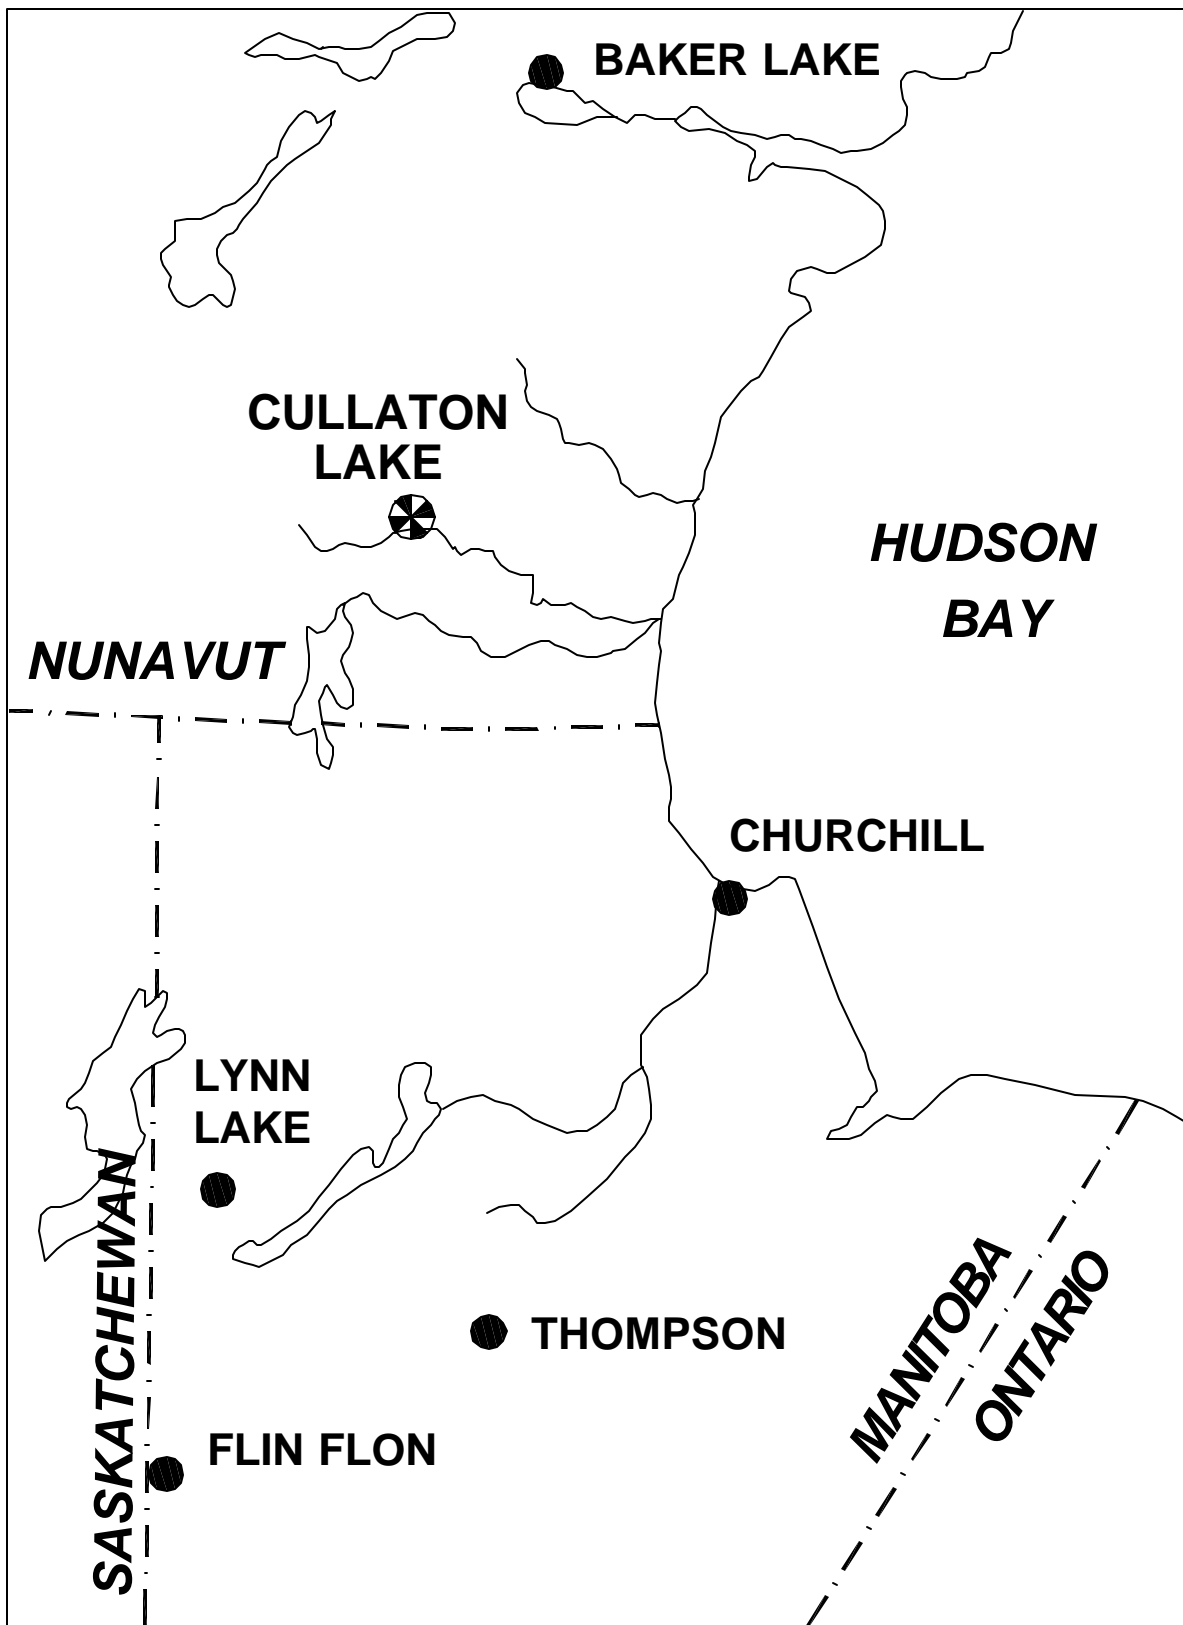 BAKER LAKE
CULLATON
LAKE
HUDSON
BAY
NUNAVUT
CHURCHILL
LYNN
LAKE
SASKATCHEWAN
MANITOBA
ONTARIO
THOMPSON
FLIN FLON